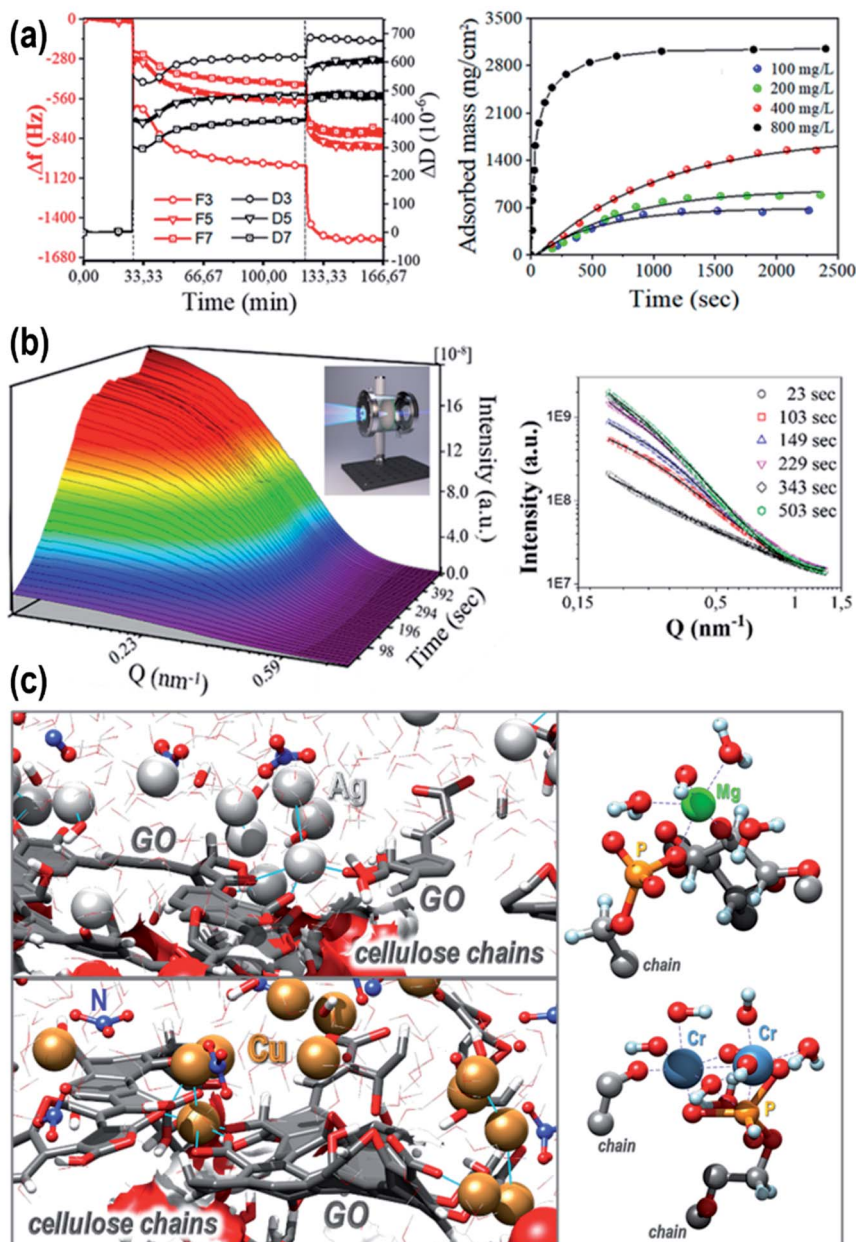 (a)
0
-280
-560
-840
-1120
-1400
-1680
Δf (Hz)
F3 D3
F5 D5
F7 D7
700
600
500
400
300
200
100
0
-100
ΔD (10⁻⁶)
0,00 33,33 66,67 100,00 133,33 166,67
Time (min)
3500
2800
2100
1400
700
0
Adsorbed mass (ng/cm²)
100 mg/L
200 mg/L
400 mg/L
800 mg/L
0 500 1000 1500 2000 2500
Time (sec)
(b)
[10⁻⁸]
16
12
8.0
4.0
0.0
Intensity (a.u.)
392
294
196
98
Time (sec)
0.23
0.59
Q (nm⁻¹)
1E9
1E8
1E7
Intensity (a.u.)
23 sec
103 sec
149 sec
229 sec
343 sec
503 sec
0,15 0,5 1 1,5
Q (nm⁻¹)
(c)
Ag
GO
GO
cellulose chains
N
Cu
cellulose chains
GO
Mg
P
chain
Cr
Cr
P
chain
chain